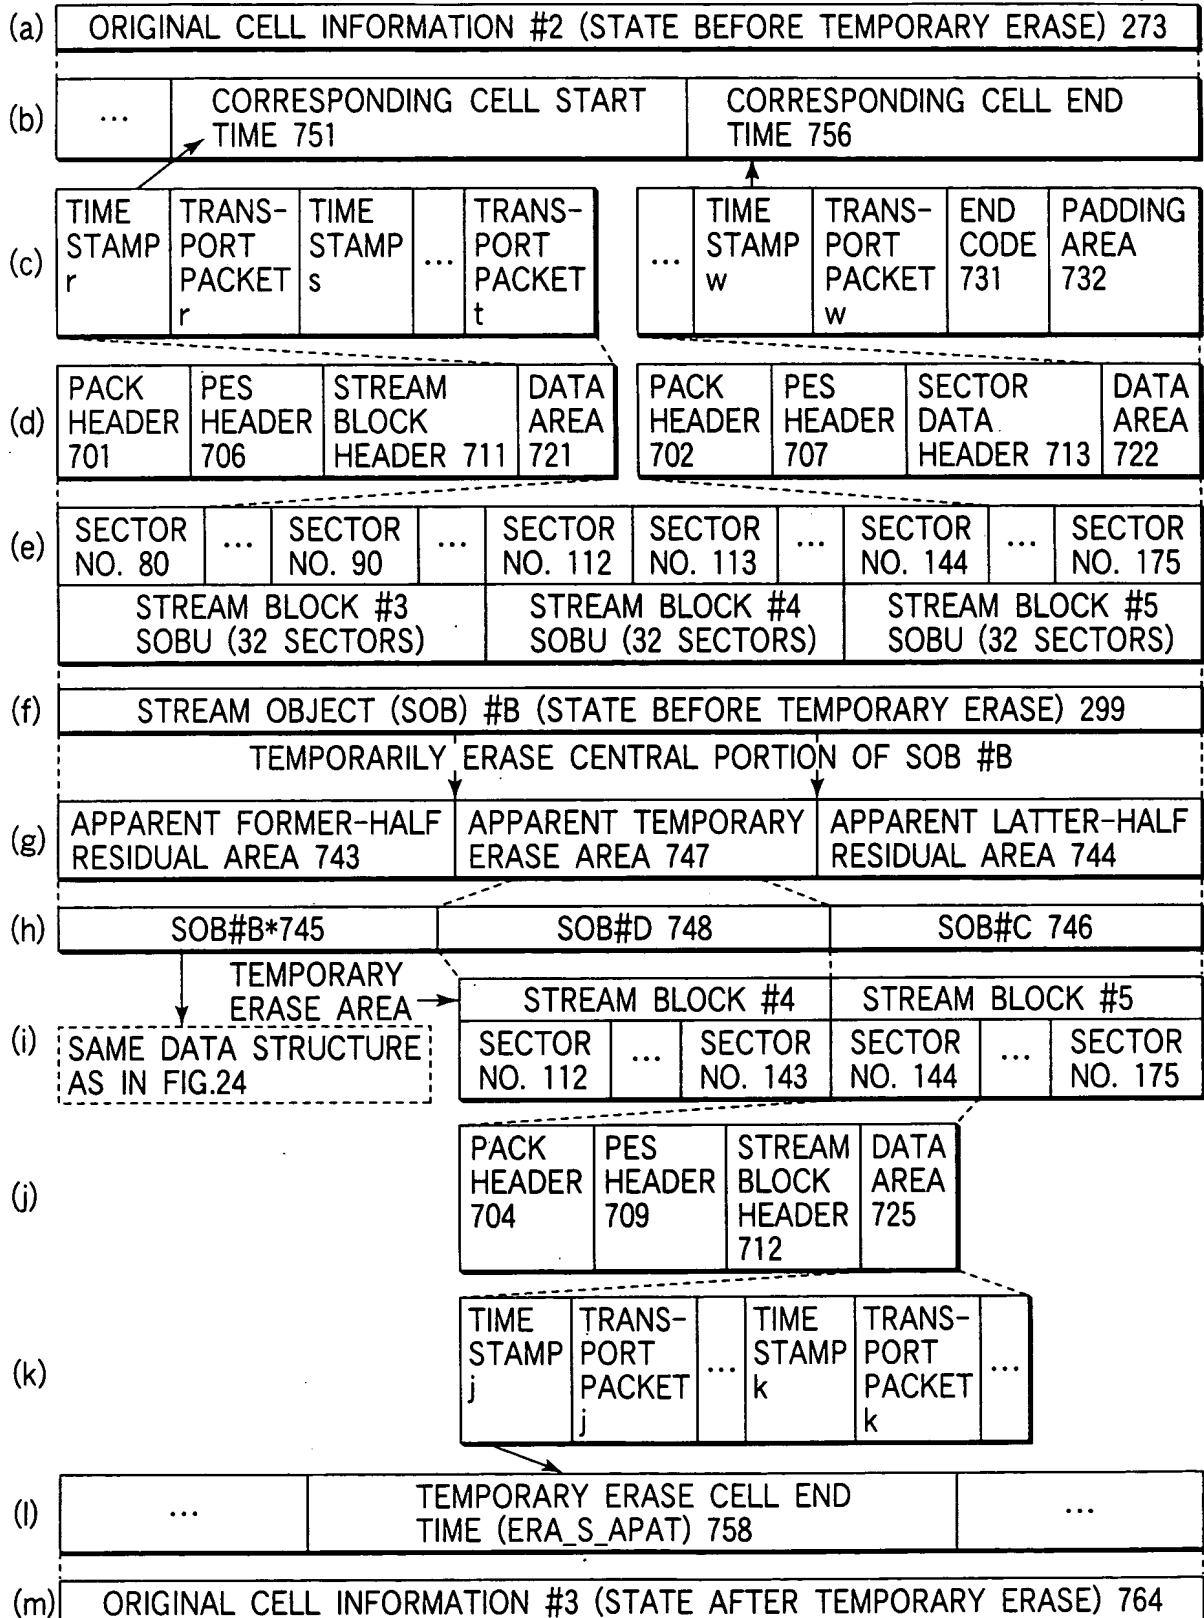 (a) ORIGINAL CELL INFORMATION #2 (STATE BEFORE TEMPORARY ERASE) 273
(b) ... CORRESPONDING CELL START TIME 751 CORRESPONDING CELL END TIME 756
(c) TIME STAMP r TRANS-PORT PACKET r TIME STAMP s ... TRANS-PORT PACKET t ... TIME STAMP w TRANS-PORT PACKET w END CODE 731 PADDING AREA 732
(d) PACK HEADER 701 PES HEADER 706 STREAM BLOCK HEADER 711 DATA AREA 721 PACK HEADER 702 PES HEADER 707 SECTOR DATA HEADER 713 DATA AREA 722
(e) SECTOR NO. 80 ... SECTOR NO. 90 ... SECTOR NO. 112 SECTOR NO. 113 ... SECTOR NO. 144 ... SECTOR NO. 175
STREAM BLOCK #3 SOBU (32 SECTORS) STREAM BLOCK #4 SOBU (32 SECTORS) STREAM BLOCK #5 SOBU (32 SECTORS)
(f) STREAM OBJECT (SOB) #B (STATE BEFORE TEMPORARY ERASE) 299
TEMPORARILY ERASE CENTRAL PORTION OF SOB #B
(g) APPARENT FORMER-HALF RESIDUAL AREA 743 APPARENT TEMPORARY ERASE AREA 747 APPARENT LATTER-HALF RESIDUAL AREA 744
(h) SOB#B*745 SOB#D 748 SOB#C 746
TEMPORARY ERASE AREA
(i) SAME DATA STRUCTURE AS IN FIG.24
STREAM BLOCK #4 STREAM BLOCK #5
SECTOR NO. 112 ... SECTOR NO. 143 SECTOR NO. 144 ... SECTOR NO. 175
(j) PACK HEADER 704 PES HEADER 709 STREAM BLOCK HEADER 712 DATA AREA 725
(k) TIME STAMP j TRANS-PORT PACKET j ... TIME STAMP k TRANS-PORT PACKET k ...
(l) ... TEMPORARY ERASE CELL END TIME (ERA_S_APAT) 758 ...
(m) ORIGINAL CELL INFORMATION #3 (STATE AFTER TEMPORARY ERASE) 764